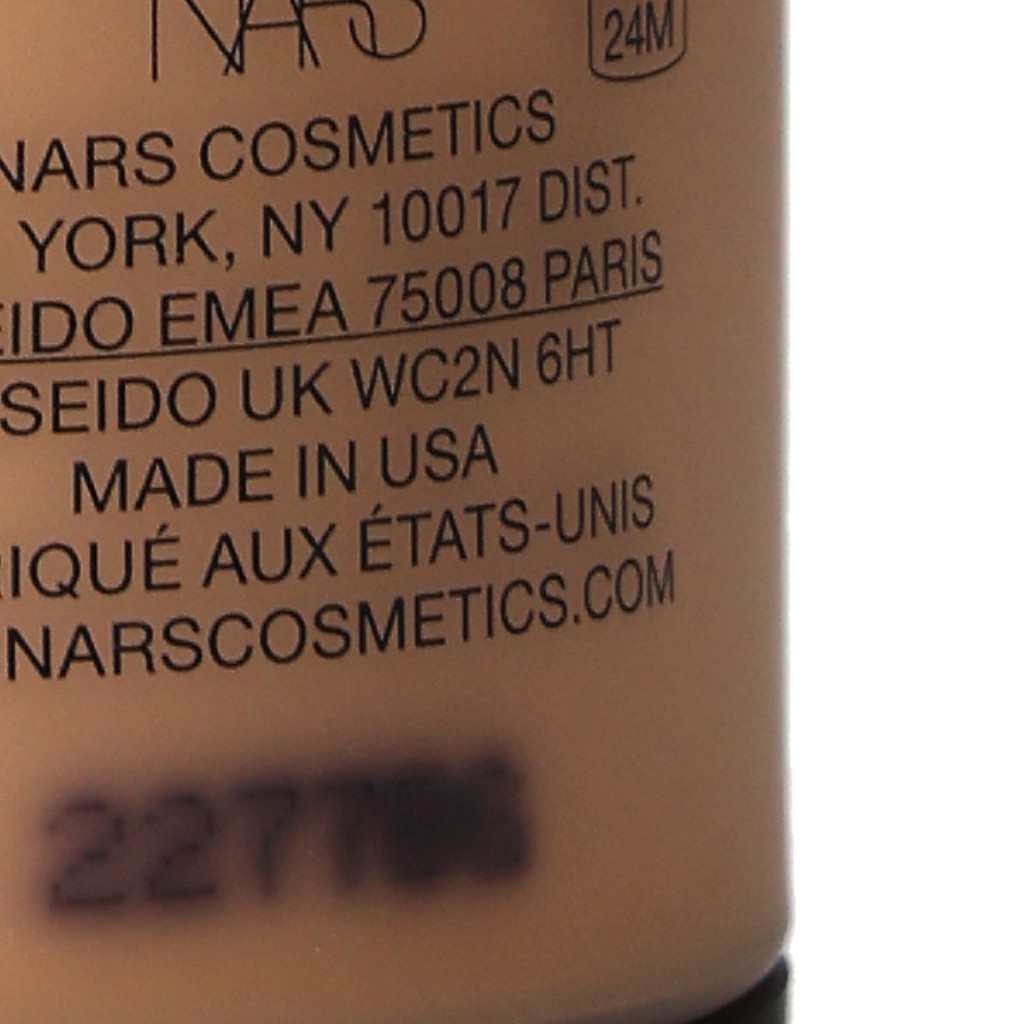 NARS
24M
NARS COSMETICS
YORK, NY 10017 DIST.
EIDO EMEA 75008 PARIS
SEIDO UK WC2N 6HT
MADE IN USA
RIQUÉ AUX ÉTATS-UNIS
NARSCOSMETICS.COM